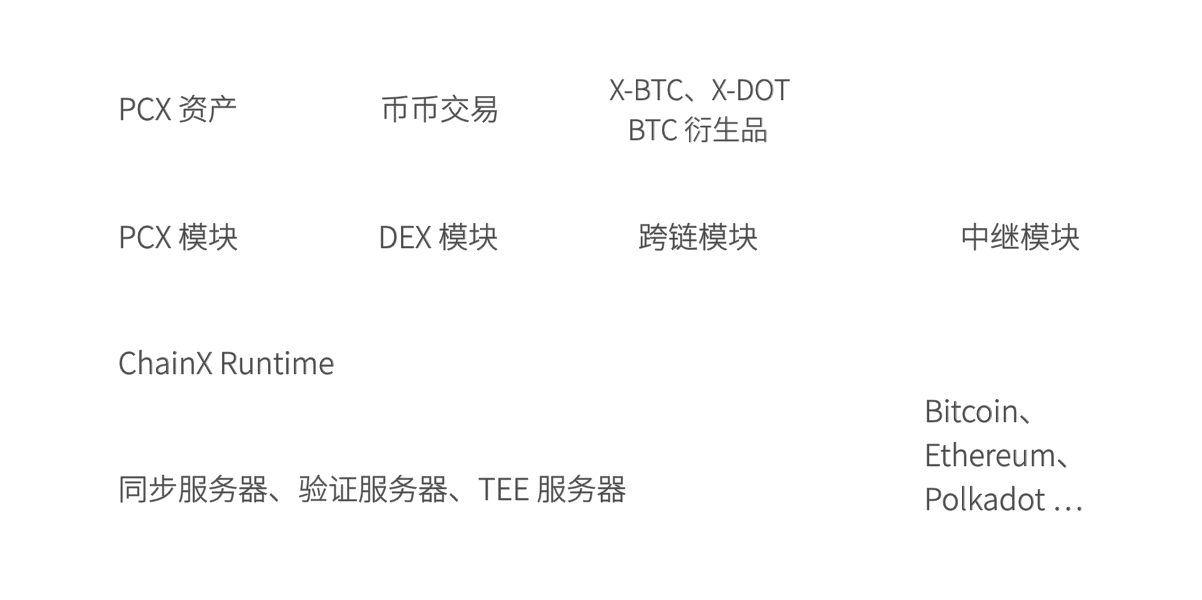 PCX 资产
币币交易
X-BTC、X-DOT
BTC 衍生品
PCX 模块
DEX 模块
跨链模块
中继模块
ChainX Runtime
Bitcoin、
Ethereum、
Polkadot …
同步服务器、验证服务器、TEE 服务器